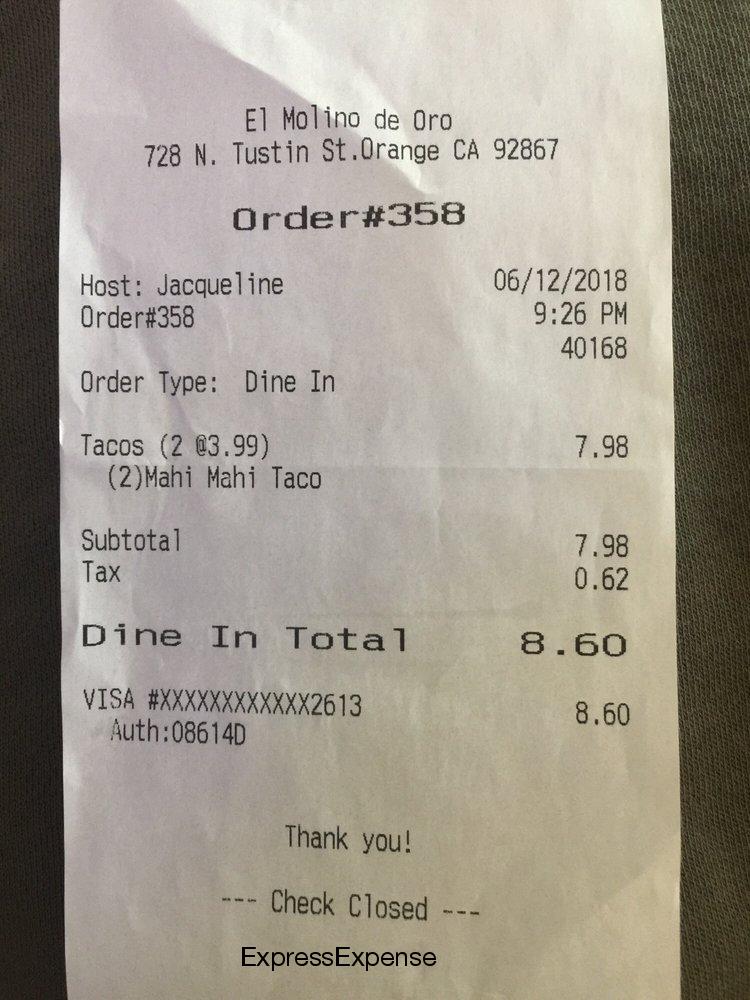 El Molino de Oro
728 N. Tustin St.Orange CA 92867
Order#358
Host: Jacqueline 06/12/2018
Order#358 9:26 PM
40168
Order Type: Dine In
Tacos (2 @3.99) 7.98
(2)Mahi Mahi Taco
Subtotal 7.98
Tax 0.62
Dine In Total 8.60
VISA #XXXXXXXXXXXX2613 8.60
Auth:08614D
Thank you!
--- Check Closed ---
ExpressExpense